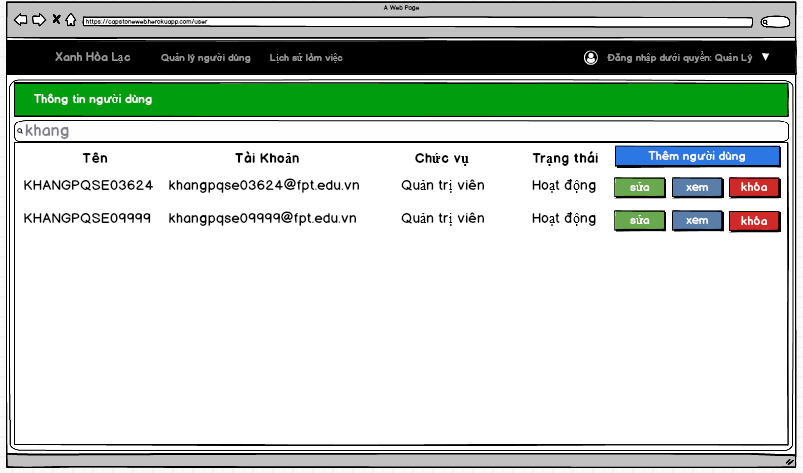 A Web Page
https://capstoneweb.herokuapp.com/user
Xanh Hòa Lạc Quản lý người dùng Lịch sử làm việc Đăng nhập dưới quyền: Quản Lý
Thông tin người dùng
khang
Tên Tài Khoản Chức vụ Trạng thái Thêm người dùng
KHANGPQSE03624 khangpqse03624@fpt.edu.vn Quản trị viên Hoạt động sửa xem khóa
KHANGPQSE09999 khangpqse09999@fpt.edu.vn Quản trị viên Hoạt động sửa xem khóa